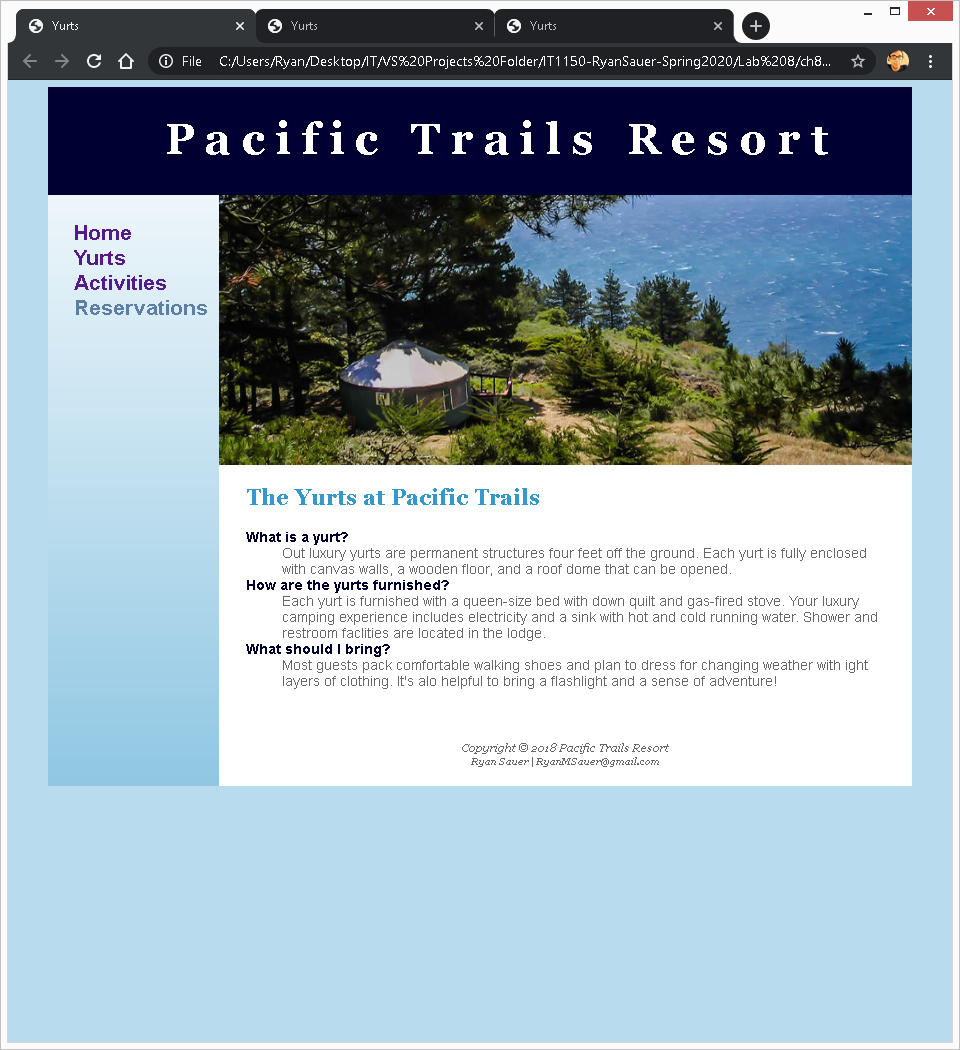 Yurts
Yurts
Yurts
File C:/Users/Ryan/Desktop/IT/VS%20Projects%20Folder/IT1150-RyanSauer-Spring2020/Lab%208/ch8...
Pacific Trails Resort
Home
Yurts
Activities
Reservations
The Yurts at Pacific Trails
What is a yurt?
Out luxury yurts are permanent structures four feet off the ground. Each yurt is fully enclosed
with canvas walls, a wooden floor, and a roof dome that can be opened.
How are the yurts furnished?
Each yurt is furnished with a queen-size bed with down quilt and gas-fired stove. Your luxury
camping experience includes electricity and a sink with hot and cold running water. Shower and
restroom faclities are located in the lodge.
What should I bring?
Most guests pack comfortable walking shoes and plan to dress for changing weather with ight
layers of clothing. It's alo helpful to bring a flashlight and a sense of adventure!
Copyright © 2018 Pacific Trails Resort
Ryan Sauer | RyanMSauer@gmail.com